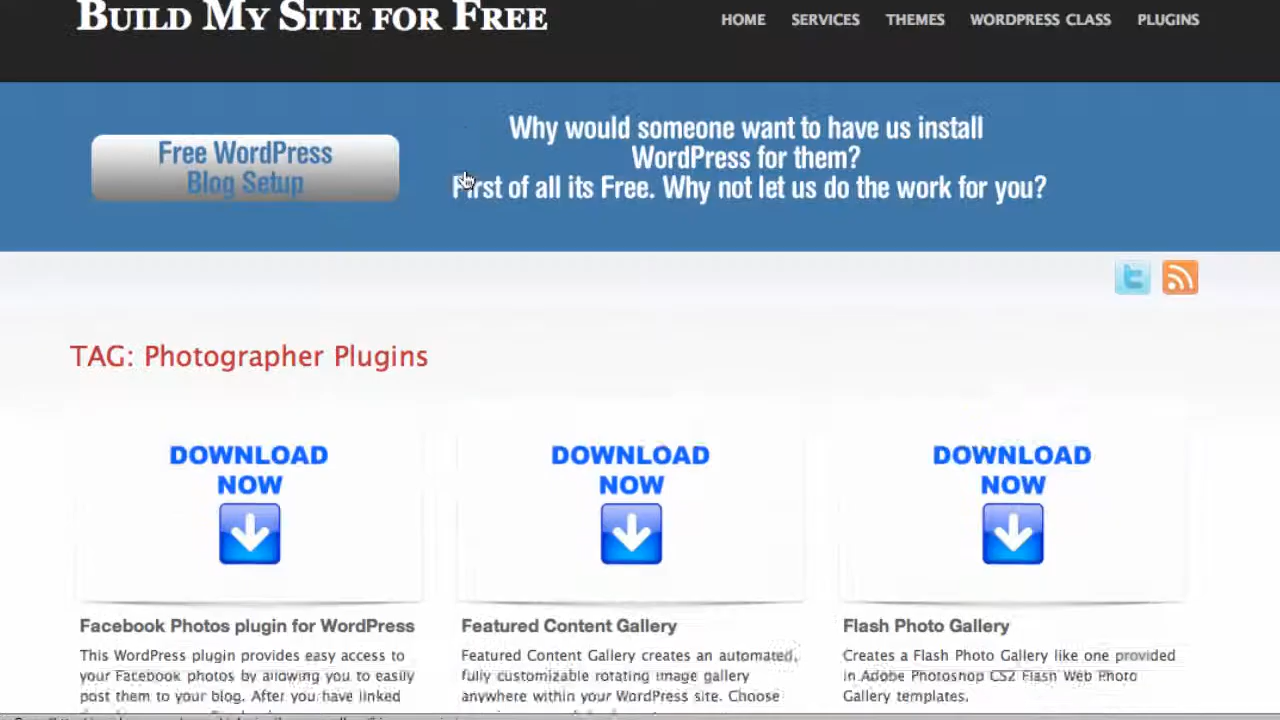 BUILD MY SITE FOR FREE
HOME SERVICES THEMES WORDPRESS CLASS PLUGINS
Free WordPress
Blog Setup
Why would someone want to have us install
WordPress for them?
First of all its Free. Why not let us do the work for you?
TAG: Photographer Plugins
DOWNLOAD
NOW
DOWNLOAD
NOW
DOWNLOAD
NOW
Facebook Photos plugin for WordPress
This WordPress plugin provides easy access to
your Facebook photos by allowing you to easily
post them to your blog. After you have linked
Featured Content Gallery
Featured Content Gallery creates an automated,
fully customizable rotating image gallery
anywhere within your WordPress site. Choose
Flash Photo Gallery
Creates a Flash Photo Gallery like one provided
in Adobe Photoshop CS2 Flash Web Photo
Gallery templates.